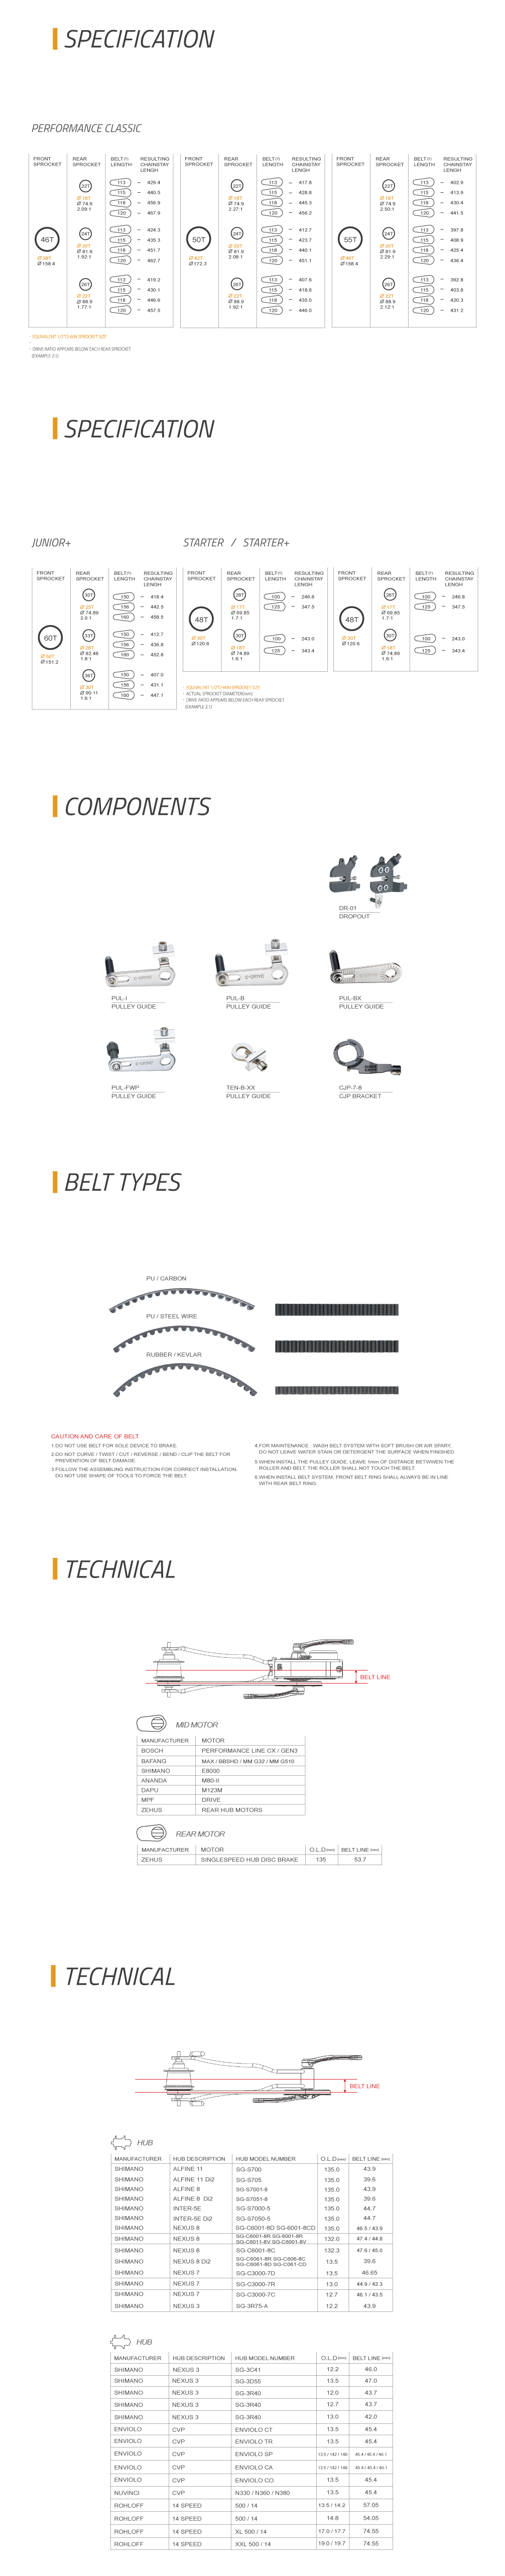 SPECIFICATION
PERFORMANCE CLASSIC
FRONT SPROCKET REAR SPROCKET BELT(T) LENGTH RESULTING CHAINSTAY LENGH
46T
Ø 38T
Ø158.4
22T
Ø 18T
Ø 74.9
2.09:1
113 – 429.4
115 – 440.5
118 – 456.9
120 – 467.9
24T
Ø 20T
Ø 81.9
1.92:1
113 – 424.3
115 – 435.3
118 – 451.7
120 – 462.7
26T
Ø 22T
Ø 88.9
1.77:1
113 – 419.2
115 – 430.1
118 – 446.6
120 – 457.5
FRONT SPROCKET REAR SPROCKET BELT(T) LENGTH RESULTING CHAINSTAY LENGH
50T
Ø 42T
Ø172.3
22T
Ø 18T
Ø 74.9
2.27:1
113 – 417.8
115 – 428.8
118 – 445.3
120 – 456.2
24T
Ø 20T
Ø 81.9
2.08:1
113 – 412.7
115 – 423.7
118 – 440.1
120 – 451.1
26T
Ø 22T
Ø 88.9
1.92:1
113 – 407.6
115 – 418.6
118 – 435.0
120 – 446.0
FRONT SPROCKET REAR SPROCKET BELT(T) LENGTH RESULTING CHAINSTAY LENGH
55T
Ø 46T
22T
Ø 18T
Ø 74.9
2.50:1
113 – 402.9
115 – 413.9
118 – 430.4
120 – 441.5
24T
Ø 20T
Ø 81.9
2.29:1
113 – 397.8
115 – 408.9
118 – 425.4
120 – 436.4
26T
Ø 22T
Ø 88.9
2.12:1
113 – 392.8
115 – 403.8
118 – 420.3
120 – 431.2
DRIVE RATIO APPEARS BELOW EACH REAR SPROCKET
(EXAMPLE 2:1)
SPECIFICATION
JUNIOR+
FRONT SPROCKET REAR SPROCKET BELT(T) LENGTH RESULTING CHAINSTAY LENGH
60T
Ø151.2
30T
Ø 25T
Ø 74.89
2.0:1
150 – 418.4
156 – 442.5
160 – 458.5
33T
Ø 28T
Ø 82.46
1.8:1
150 – 412.7
156 – 436.8
160 – 452.8
36T
Ø 30T
Ø 90.11
1.6:1
150 – 407.0
156 – 431.1
160 – 447.1
STARTER / STARTER+
FRONT SPROCKET REAR SPROCKET BELT(T) LENGTH RESULTING CHAINSTAY LENGH
48T
Ø120.6
28T
Ø 17T
Ø 69.85
1.7:1
100 – 246.8
125 – 347.5
30T
Ø 18T
Ø 74.89
1.6:1
100 – 243.0
125 – 343.4
FRONT SPROCKET REAR SPROCKET BELT(T) LENGTH RESULTING CHAINSTAY LENGH
48T
Ø120.6
28T
Ø 17T
Ø 69.85
1.7:1
100 – 246.8
125 – 347.5
30T
Ø 18T
Ø 74.89
1.6:1
100 – 243.0
125 – 343.4
ACTUAL SPROCKET DIAMETER(mm)
DRIVE RATIO APPEARS BELOW EACH REAR SPROCKET
(EXAMPLE 2:1)
COMPONENTS
DR-01
DROPOUT
PUL-I
PULLEY GUIDE
PUL-B
PULLEY GUIDE
PUL-BX
PULLEY GUIDE
PUL-FWP
PULLEY GUIDE
TEN-B-XX
PULLEY GUIDE
CJP-7-8
CJP BRACKET
BELT TYPES
PU / CARBON
PU / STEEL WIRE
RUBBER / KEVLAR
CAUTION AND CARE OF BELT
1.DO NOT USE BELT FOR SOLE DEVICE TO BRAKE.
2.DO NOT CURVE / TWIST / CUT / REVERSE / BEND / CLIP THE BELT FOR
PREVENTION OF BELT DAMAGE.
3.FOLLOW THE ASSEMBLING INSTRUCTION FOR CORRECT INSTALLATION.
DO NOT USE SHAPE OF TOOLS TO FORCE THE BELT.
4.FOR MAINTENANCE : WASH BELT SYSTEM WITH SOFT BRUSH OR AIR SPARY,
DO NOT LEAVE WATER STAIN OR DETERGENT THE SURFACE WHEN FINISHED.
5.WHEN INSTALL THE PULLEY GUIDE, LEAVE 1mm OF DISTANCE BETWWEN THE
ROLLER AND BELT, THE ROLLER SHALL NOT TOUCH THE BELT.
6.WHEN INSTALL BELT SYSTEM, FRONT BELT RING SHALL ALWAYS BE IN LINE
WITH REAR BELT RING.
TECHNICAL
BELT LINE
MID MOTOR
MANUFACTURER MOTOR
BOSCH PERFORMANCE LINE CX / GEN3
BAFANG MAX / BBSHD / MM G32 / MM G510
SHIMANO E8000
ANANDA M80-II
DAPU M123M
MPF DRIVE
ZEHUS REAR HUB MOTORS
REAR MOTOR
MANUFACTURER MOTOR O.L.D(mm) BELT LINE (mm)
ZEHUS SINGLESPEED HUB DISC BRAKE 135 53.7
TECHNICAL
BELT LINE
HUB
MANUFACTURER HUB DESCRIPTION HUB MODEL NUMBER O.L.D(mm) BELT LINE (mm)
SHIMANO ALFINE 11 SG-S700 135.0 43.9
SHIMANO ALFINE 11 Di2 SG-S705 135.0 39.6
SHIMANO ALFINE 8 SG-S7001-8 135.0 43.9
SHIMANO ALFINE 8 Di2 SG-S7051-8 135.0 39.6
SHIMANO INTER-5E SG-S7000-5 135.0 44.7
SHIMANO INTER-5E Di2 SG-S7050-5 135.0 44.7
SHIMANO NEXUS 8 SG-C6001-8D SG-6001-8CD 135.0 46.5 / 43.9
SHIMANO NEXUS 8 SG-C6001-8R SG-6001-8R SG-C6011-8V SG-C6001-8V 132.0 47.4 / 44.8
SHIMANO NEXUS 8 SG-C6001-8C 132.3 47.6 / 45.0
SHIMANO NEXUS 8 Di2 SG-C6061-8R SG-C606-8C SG-C6061-8D SG-C061-CD 13.5 39.6
SHIMANO NEXUS 7 SG-C3000-7D 13.5 46.65
SHIMANO NEXUS 7 SG-C3000-7R 13.0 44.9 / 42.3
SHIMANO NEXUS 7 SG-C3000-7C 12.7 46.1 / 43.5
SHIMANO NEXUS 3 SG-3R75-A 12.2 43.9
HUB
MANUFACTURER HUB DESCRIPTION HUB MODEL NUMBER O.L.D(mm) BELT LINE (mm)
SHIMANO NEXUS 3 SG-3C41 12.2 46.0
SHIMANO NEXUS 3 SG-3D55 13.5 47.0
SHIMANO NEXUS 3 SG-3R40 12.0 43.7
SHIMANO NEXUS 3 SG-3R40 12.7 43.7
SHIMANO NEXUS 3 SG-3R40 13.0 42.0
ENVIOLO CVP ENVIOLO CT 13.5 45.4
ENVIOLO CVP ENVIOLO TR 13.5 45.4
ENVIOLO CVP ENVIOLO SP 13.5 / 142 / 148 45.4 / 45.4 / 46.1
ENVIOLO CVP ENVIOLO CA 13.5 / 142 / 148 45.4 / 45.4 / 46.1
ENVIOLO CVP ENVIOLO CO 13.5 45.4
NUVINCI CVP N330 / N360 / N380 13.5 45.4
ROHLOFF 14 SPEED 500 / 14 13.5 / 14.2 57.05
ROHLOFF 14 SPEED 500 / 14 14.8 54.05
ROHLOFF 14 SPEED XL 500 / 14 17.0 / 17.7 74.55
ROHLOFF 14 SPEED XXL 500 / 14 19.0 / 19.7 74.55